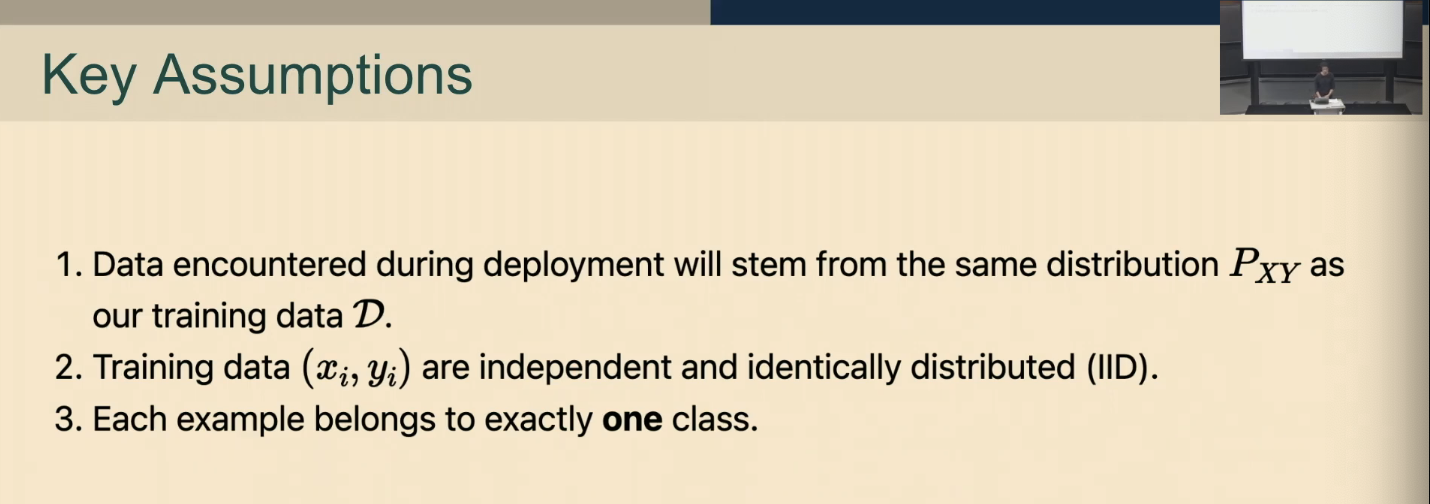 Key Assumptions
1. Data encountered during deployment will stem from the same distribution $P_{XY}$ as
our training data $\mathcal{D}$.
2. Training data $(x_i, y_i)$ are independent and identically distributed (IID).
3. Each example belongs to exactly one class.